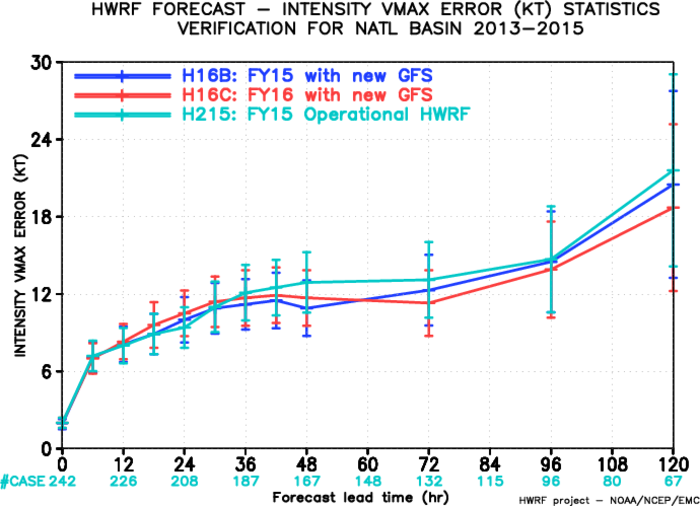 HWRF FORECAST – INTENSITY VMAX ERROR (KT) STATISTICS
VERIFICATION FOR NATL BASIN 2013–2015
H16B: FY15 with new GFS
H16C: FY16 with new GFS
H215: FY15 Operational HWRF
INTENSITY VMAX ERROR (KT)
30
24
18
12
6
0
0 12 24 36 48 60 72 84 96 108 120
#CASE 242 226 208 187 167 148 132 115 96 80 67
Forecast lead time (hr)
HWRF project – NOAA/NCEP/EMC